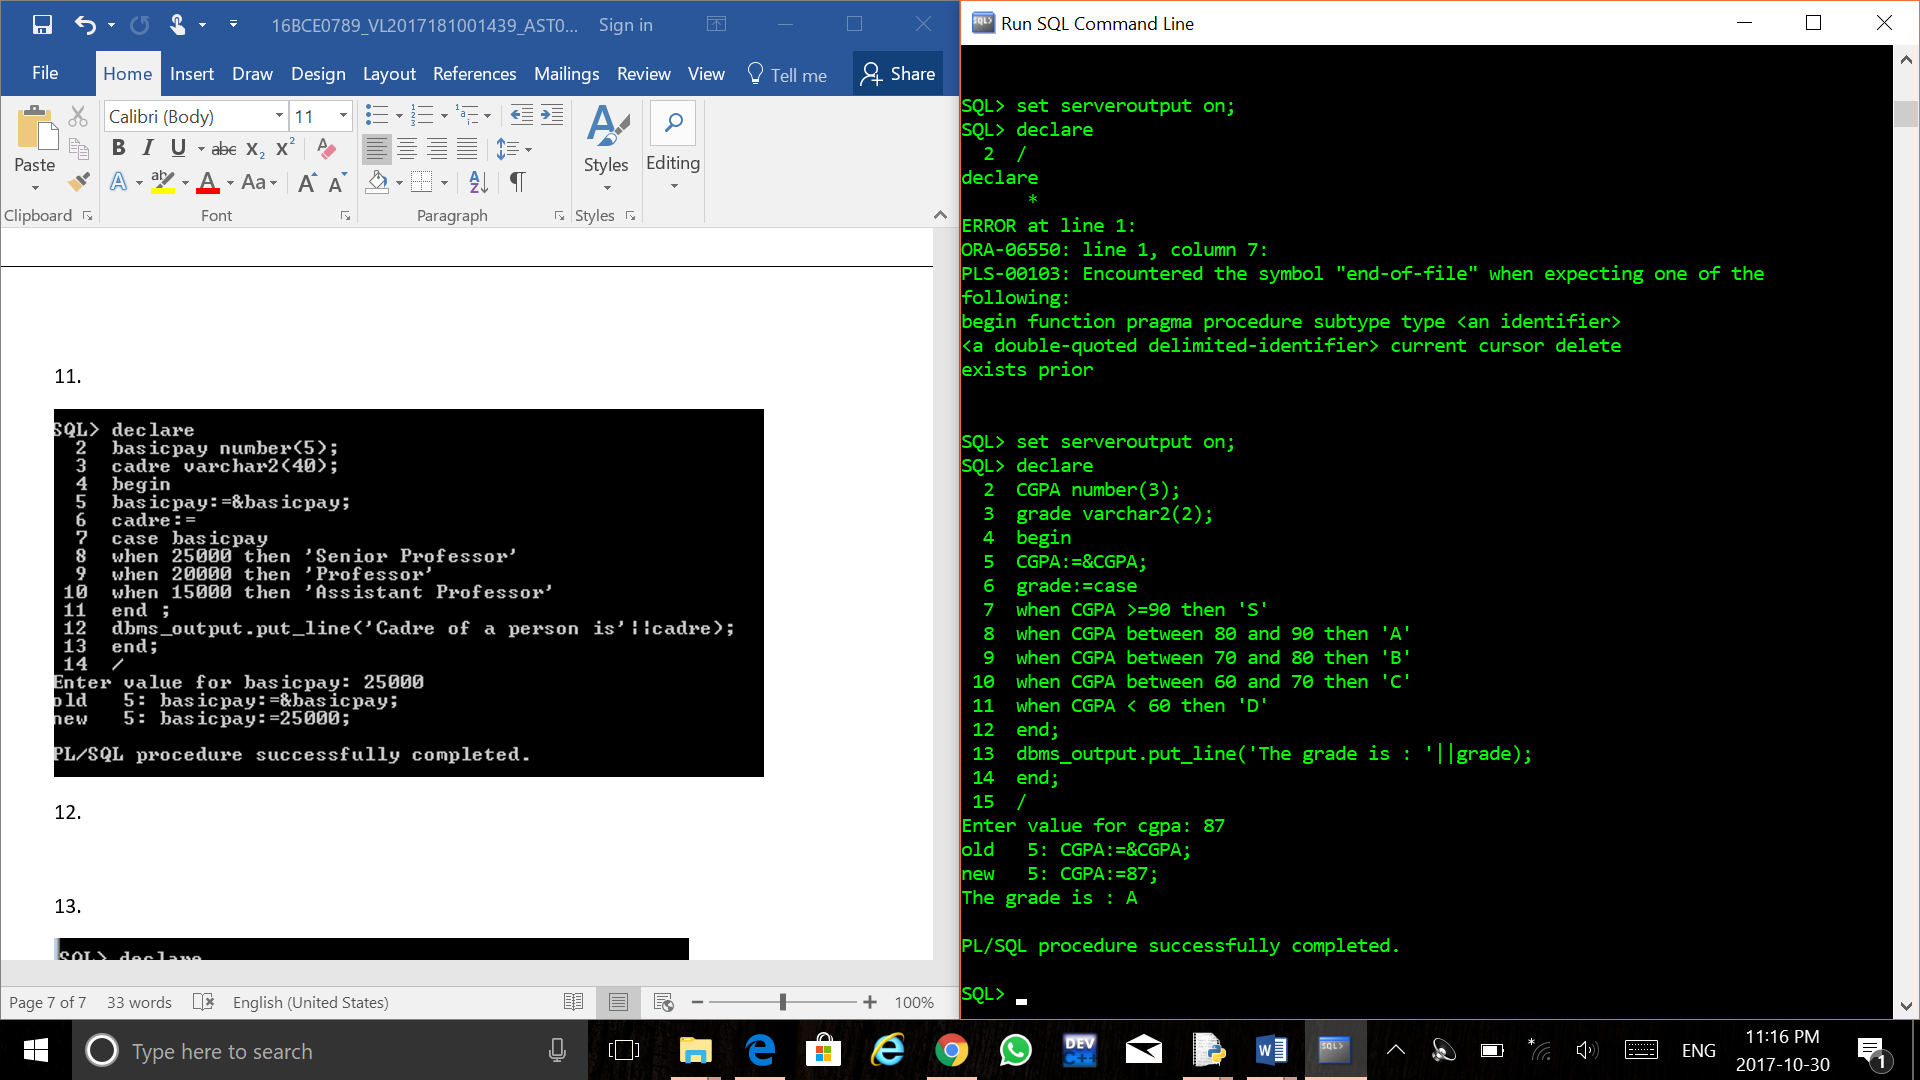 16BCE0789_VL2017181001439_AST0...
Sign in
File
Home
Insert
Draw
Design
Layout
References
Mailings
Review
View
Tell me
Share
Paste
Calibri (Body)
11
B I U abc X2 X2
A ab A Aa A A
A Z
Styles
Editing
Clipboard
Font
Paragraph
Styles
11.
SQL> declare
2 basicpay number(5);
3 cadre varchar2(40);
4 begin
5 basicpay:=&basicpay;
6 cadre:=
7 case basicpay
8 when 25000 then 'Senior Professor'
9 when 20000 then 'Professor'
10 when 15000 then 'Assistant Professor'
11 end ;
12 dbms_output.put_line('Cadre of a person is'||cadre);
13 end;
14 /
Enter value for basicpay: 25000
old 5: basicpay:=&basicpay;
new 5: basicpay:=25000;
PL/SQL procedure successfully completed.
12.
13.
SQL> declare
Page 7 of 7
33 words
English (United States)
100%
Run SQL Command Line
SQL> set serveroutput on;
SQL> declare
2 /
declare
*
ERROR at line 1:
ORA-06550: line 1, column 7:
PLS-00103: Encountered the symbol "end-of-file" when expecting one of the
following:
begin function pragma procedure subtype type <an identifier>
<a double-quoted delimited-identifier> current cursor delete
exists prior
SQL> set serveroutput on;
SQL> declare
2 CGPA number(3);
3 grade varchar2(2);
4 begin
5 CGPA:=&CGPA;
6 grade:=case
7 when CGPA >=90 then 'S'
8 when CGPA between 80 and 90 then 'A'
9 when CGPA between 70 and 80 then 'B'
10 when CGPA between 60 and 70 then 'C'
11 when CGPA < 60 then 'D'
12 end;
13 dbms_output.put_line('The grade is : '||grade);
14 end;
15 /
Enter value for cgpa: 87
old 5: CGPA:=&CGPA;
new 5: CGPA:=87;
The grade is : A
PL/SQL procedure successfully completed.
SQL>
Type here to search
DEV C++
ENG
11:16 PM
2017-10-30
1